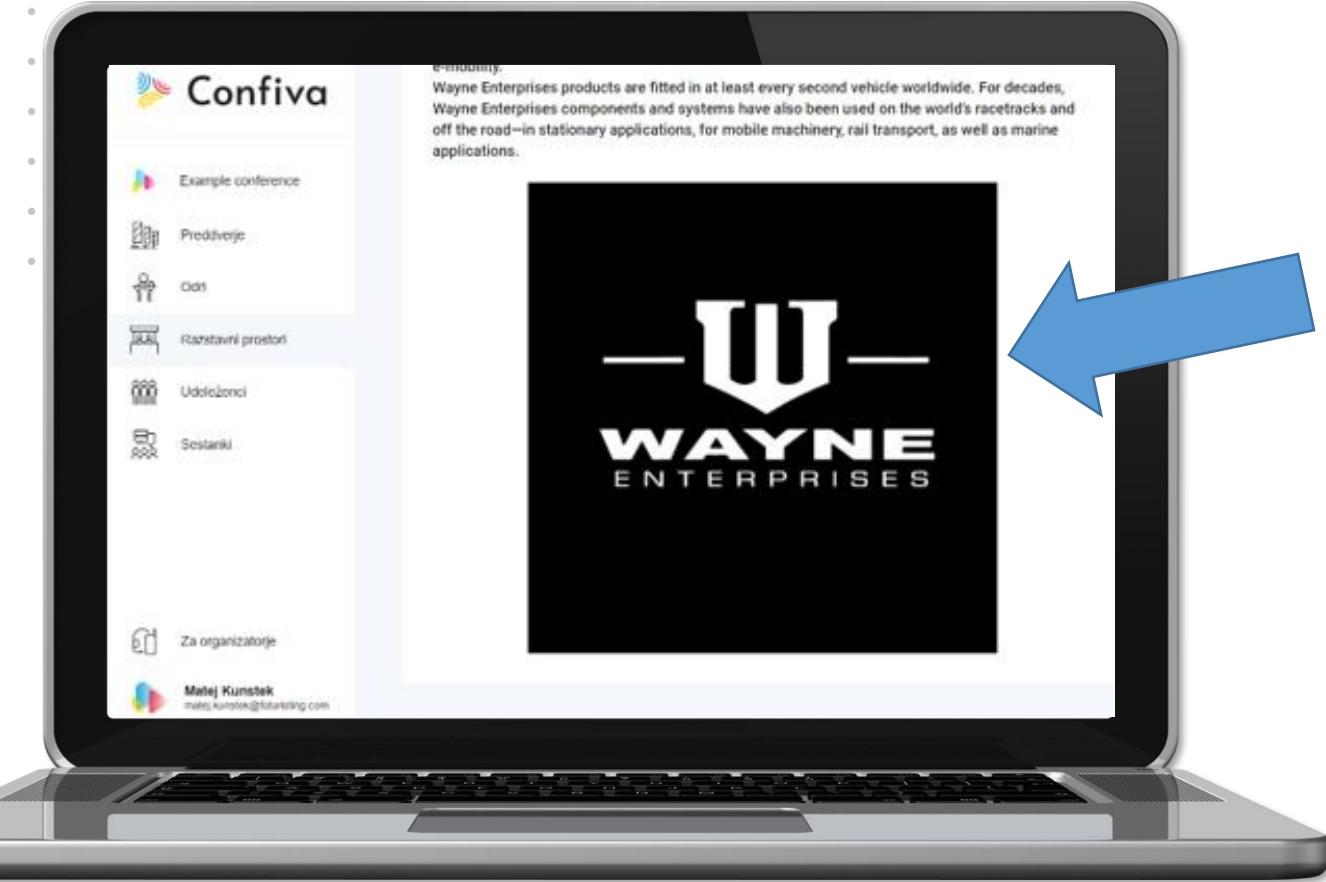 Confiva
Example conference
Preddverje
Odri
Razstavni prostori
Udeleženci
Sestanki
Za organizatorje
Matej Kunstek
e-mobility.
Wayne Enterprises products are fitted in at least every second vehicle worldwide. For decades,
Wayne Enterprises components and systems have also been used on the world's racetracks and
off the road—in stationary applications, for mobile machinery, rail transport, as well as marine
applications.
W
WAYNE
ENTERPRISES